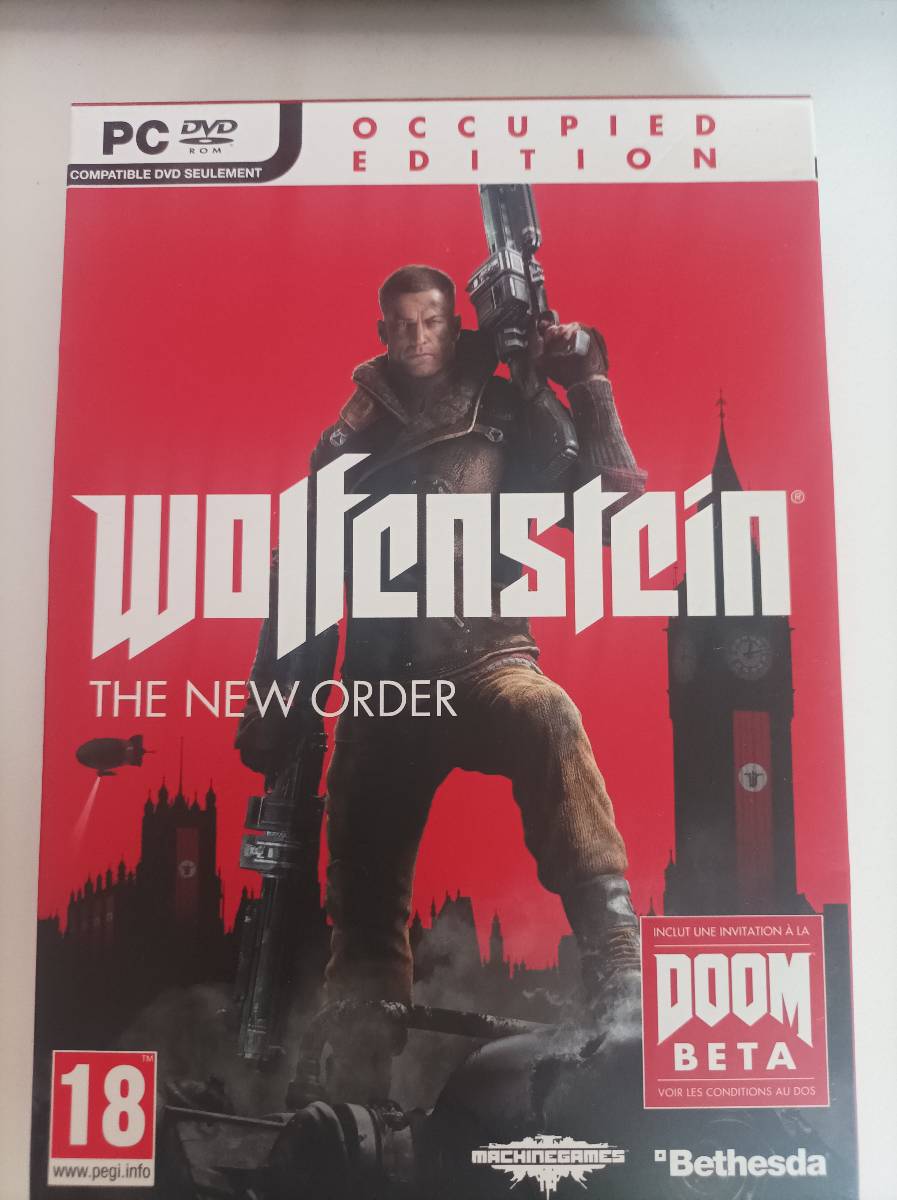 PC DVD
ROM
COMPATIBLE DVD SEULEMENT
OCCUPIED
EDITION
Wolfenstein®
THE NEW ORDER
INCLUT UNE INVITATION À LA
DOOM
BETA
VOIR LES CONDITIONS AU DOS
18™
www.pegi.info
MACHINEGAMES
Bethesda